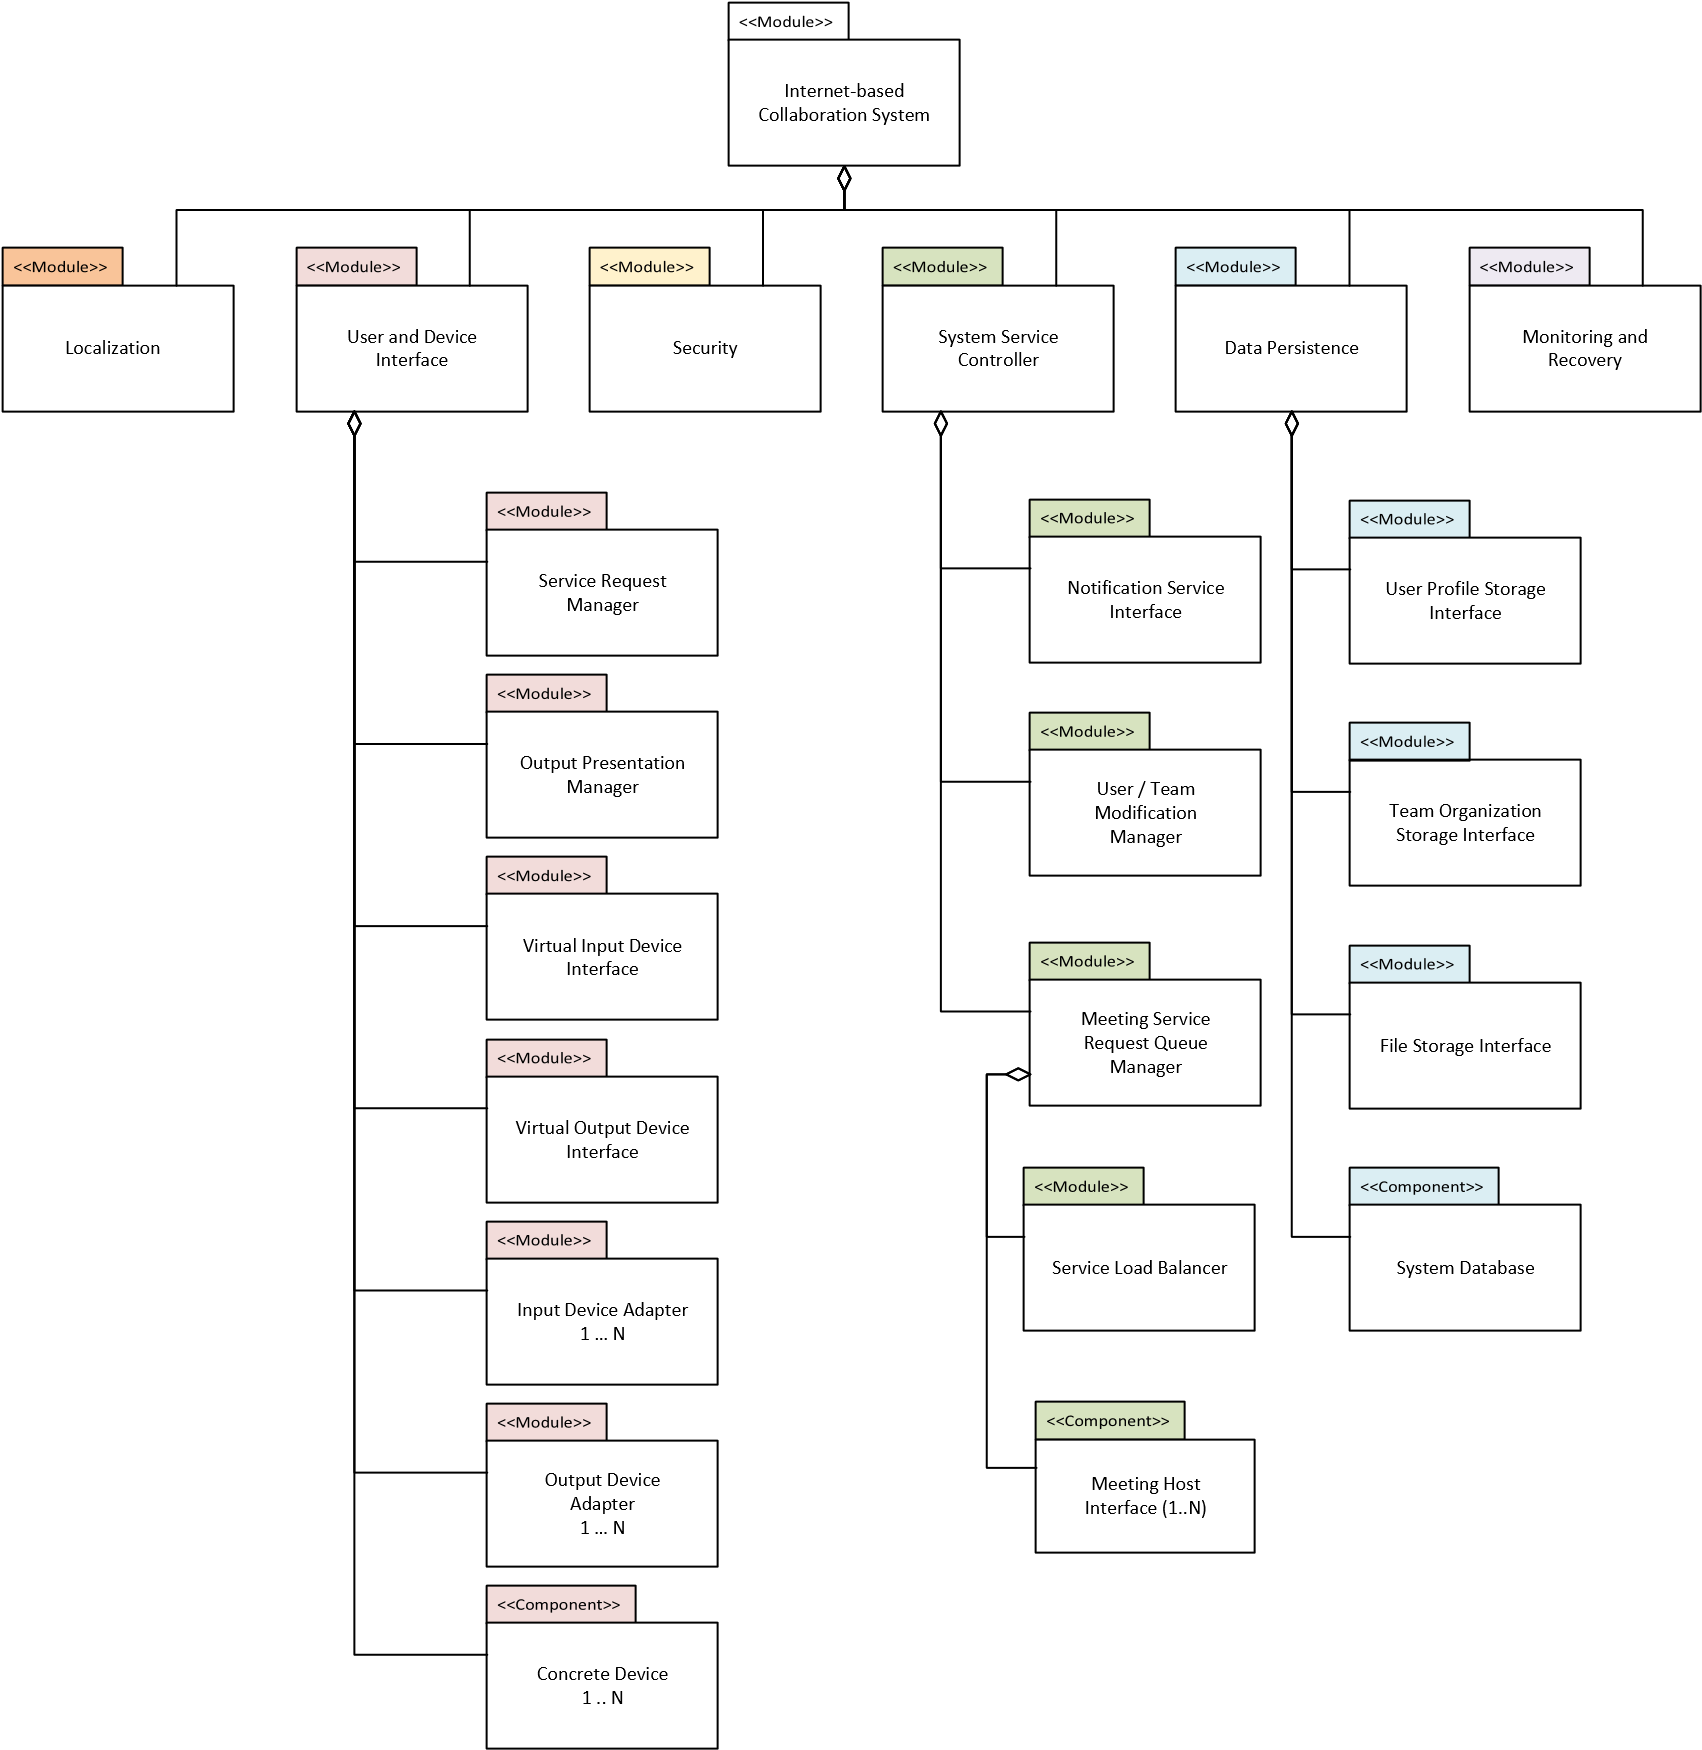 <<Module>>
Internet-based
Collaboration System
<<Module>>
Localization
<<Module>>
User and Device
Interface
<<Module>>
Security
<<Module>>
System Service
Controller
<<Module>>
Data Persistence
<<Module>>
Monitoring and
Recovery
<<Module>>
Service Request
Manager
<<Module>>
Output Presentation
Manager
<<Module>>
Virtual Input Device
Interface
<<Module>>
Virtual Output Device
Interface
<<Module>>
Input Device Adapter
1 ... N
<<Module>>
Output Device
Adapter
1 ... N
<<Component>>
Concrete Device
1 .. N
<<Module>>
Notification Service
Interface
<<Module>>
User / Team
Modification
Manager
<<Module>>
Meeting Service
Request Queue
Manager
<<Module>>
Service Load Balancer
<<Component>>
Meeting Host
Interface (1..N)
<<Module>>
User Profile Storage
Interface
<<Module>>
Team Organization
Storage Interface
<<Module>>
File Storage Interface
<<Component>>
System Database